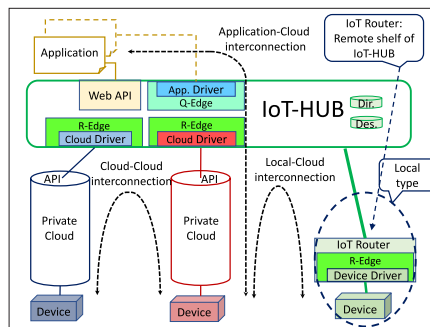 Application-Cloud
interconnection
IoT Router:
Remote shelf of
IoT-HUB
Application
Web API
App. Driver
Q-Edge
IoT-HUB
Dir.
Des.
R-Edge
Cloud Driver
R-Edge
Cloud Driver
API
Cloud-Cloud
interconnection
API
Local-Cloud
interconnection
Local
type
Private
Cloud
Private
Cloud
IoT Router
R-Edge
Device Driver
Device
Device
Device